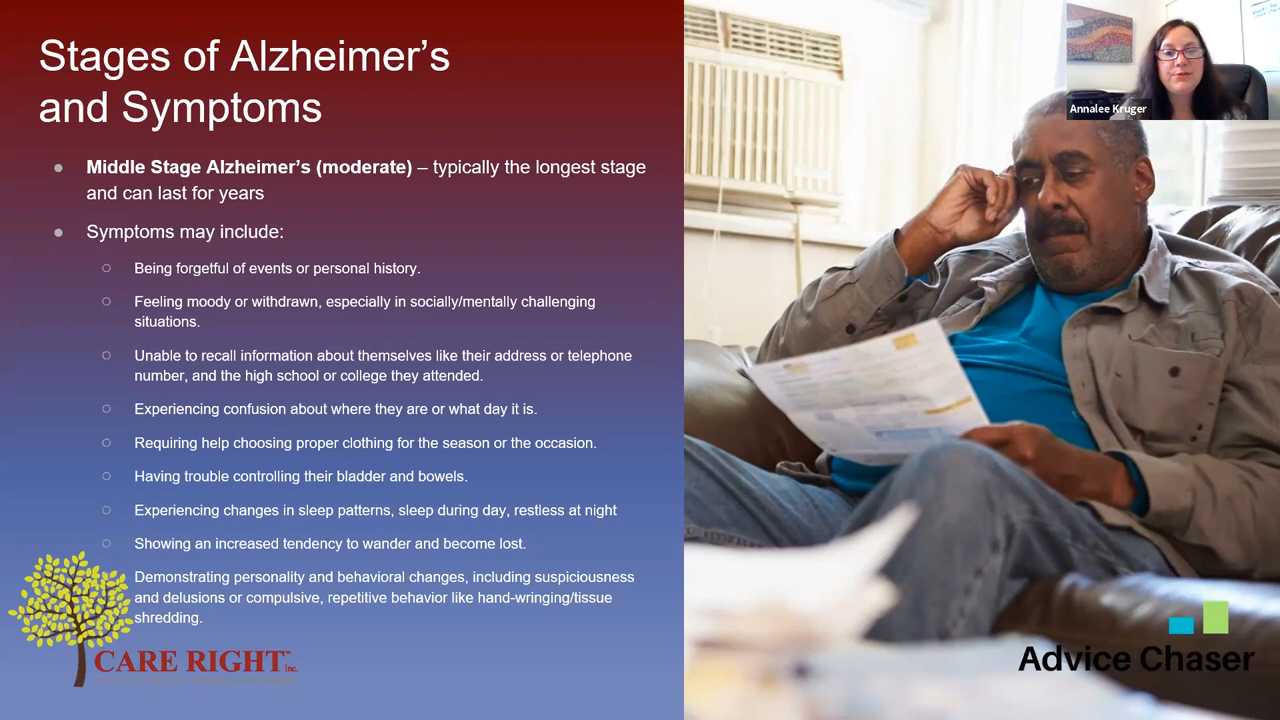 Stages of Alzheimer’s
and Symptoms
● Middle Stage Alzheimer’s (moderate) – typically the longest stage
and can last for years
● Symptoms may include:
○ Being forgetful of events or personal history.
○ Feeling moody or withdrawn, especially in socially/mentally challenging
situations.
○ Unable to recall information about themselves like their address or telephone
number, and the high school or college they attended.
○ Experiencing confusion about where they are or what day it is.
○ Requiring help choosing proper clothing for the season or the occasion.
○ Having trouble controlling their bladder and bowels.
○ Experiencing changes in sleep patterns, sleep during day, restless at night
○ Showing an increased tendency to wander and become lost.
Demonstrating personality and behavioral changes, including suspiciousness
and delusions or compulsive, repetitive behavior like hand-wringing/tissue
shredding.
CARE RIGHT™ Inc.
Annalee Kruger
Advice Chaser